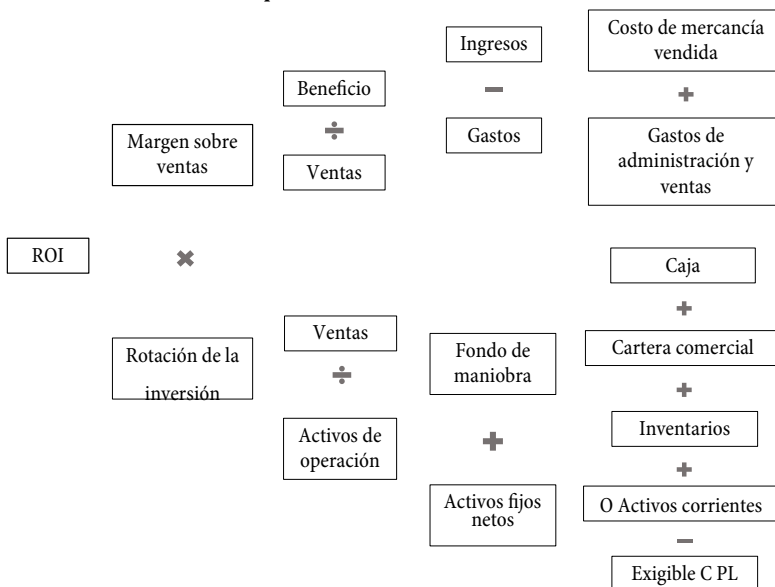 Ingresos
Costo de mercancía
vendida
Beneficio
Gastos
Margen sobre
ventas
Ventas
Gastos de
administración y
ventas
ROI
Caja
Ventas
Rotación de la
inversión
Fondo de
maniobra
Cartera comercial
Activos de
operación
Inventarios
Activos fijos
netos
O Activos corrientes
Exigible C PL